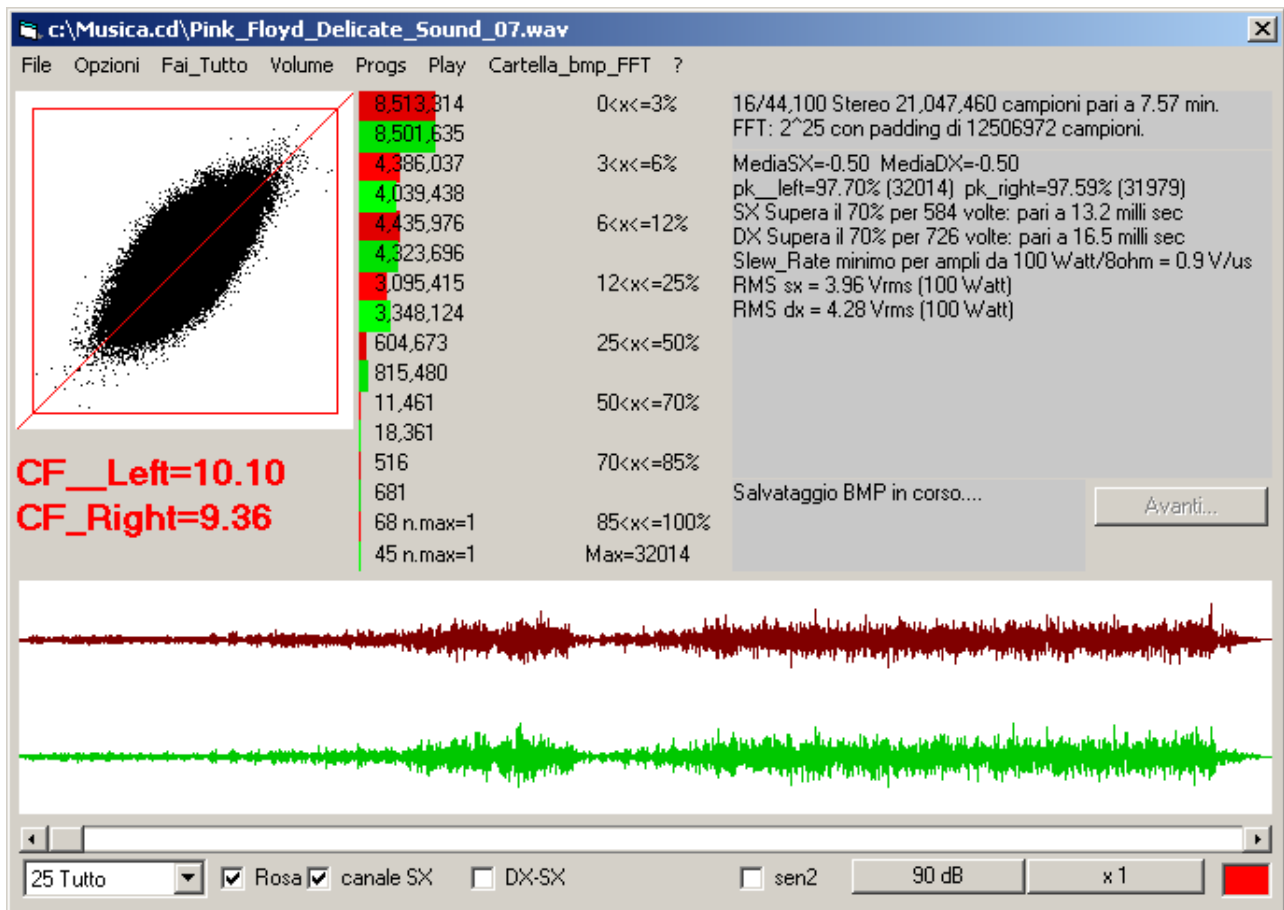 c:\Musica.cd\Pink_Floyd_Delicate_Sound_07.wav
File Opzioni Fai_Tutto Volume Progs Play Cartella_bmp_FFT ?
8,513,314 0<x<=3%
8,501,635
4,386,037 3<x<=6%
4,039,438
4,435,976 6<x<=12%
4,323,696
3,095,415 12<x<=25%
3,348,124
604,673 25<x<=50%
815,480
11,461 50<x<=70%
18,361
516 70<x<=85%
681
68 n.max=1 85<x<=100%
45 n.max=1 Max=32014
16/44,100 Stereo 21,047,460 campioni pari a 7.57 min.
FFT: 2^25 con padding di 12506972 campioni.
MediaSX=-0.50 MediaDX=-0.50
pk__left=97.70% (32014) pk_right=97.59% (31979)
SX Supera il 70% per 584 volte: pari a 13.2 milli sec
DX Supera il 70% per 726 volte: pari a 16.5 milli sec
Slew_Rate minimo per ampli da 100 Watt/8ohm = 0.9 V/us
RMS sx = 3.96 Vrms (100 Watt)
RMS dx = 4.28 Vrms (100 Watt)
CF__Left=10.10
CF_Right=9.36
Salvataggio BMP in corso....
Avanti...
25 Tutto Rosa canale SX DX-SX sen2 90 dB x 1